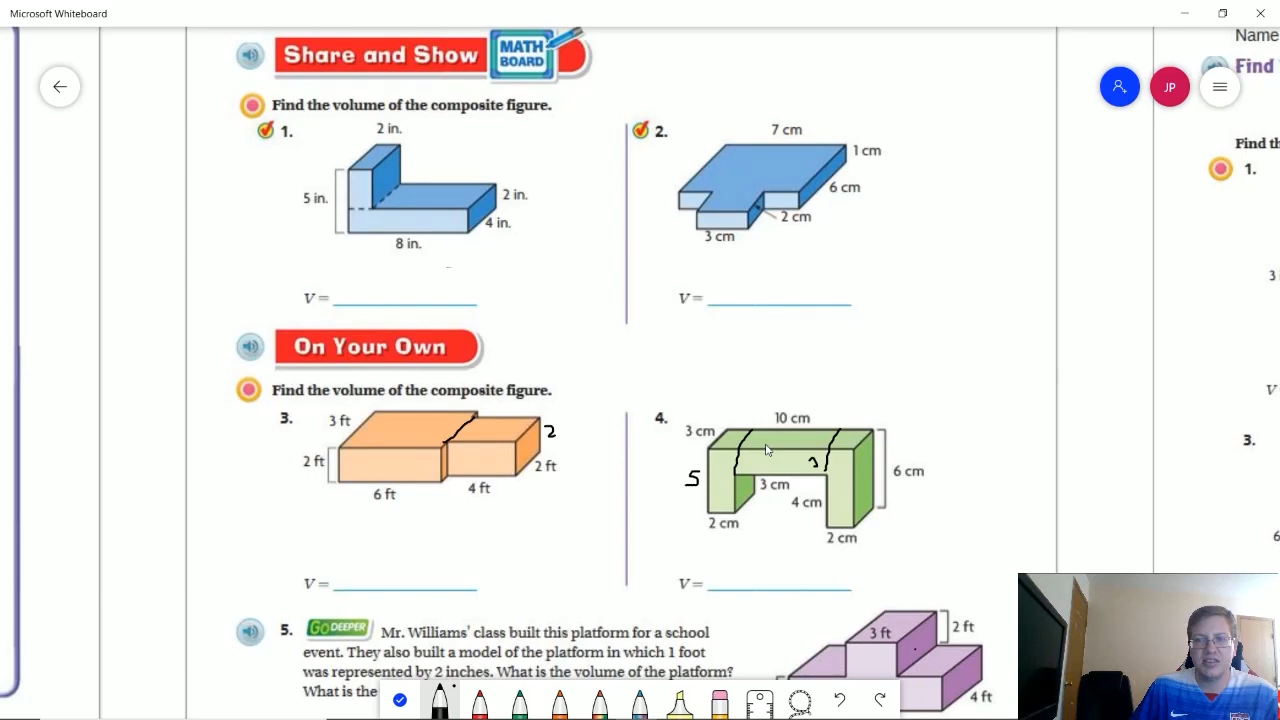 Microsoft Whiteboard
Share and Show
MATH
BOARD
Name
Find
JP
Find the volume of the composite figure.
1.
2 in.
5 in.
2 in.
4 in.
8 in.
V =
2.
7 cm
1 cm
6 cm
2 cm
3 cm
V =
Find th
1.
3
On Your Own
Find the volume of the composite figure.
3.
3 ft
2 ft
2
2 ft
4 ft
6 ft
V =
4.
10 cm
3 cm
5
3
6 cm
3 cm
4 cm
2 cm
2 cm
V =
V
3.
6
5.
GO DEEPER
Mr. Williams' class built this platform for a school
event. They also built a model of the platform in which 1 foot
was represented by 2 inches. What is the volume of the platform?
What is the
3 ft
2 ft
4 ft